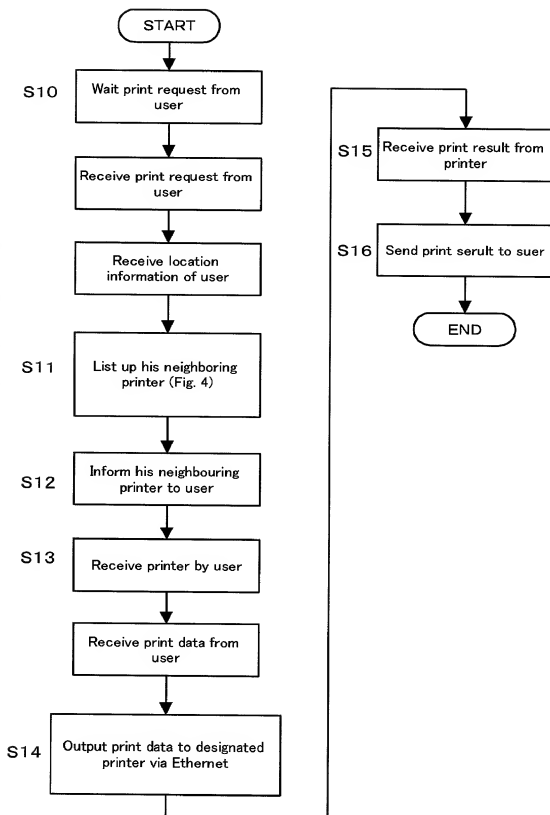 START
S10
Wait print request from
user
Receive print request from
user
Receive location
information of user
S11
List up his neighboring
printer (Fig. 4)
S12
Inform his neighbouring
printer to user
S13
Receive printer by user
Receive print data from
user
S14
Output print data to designated
printer via Ethernet
S15
Receive print result from
printer
S16
Send print serult to suer
END